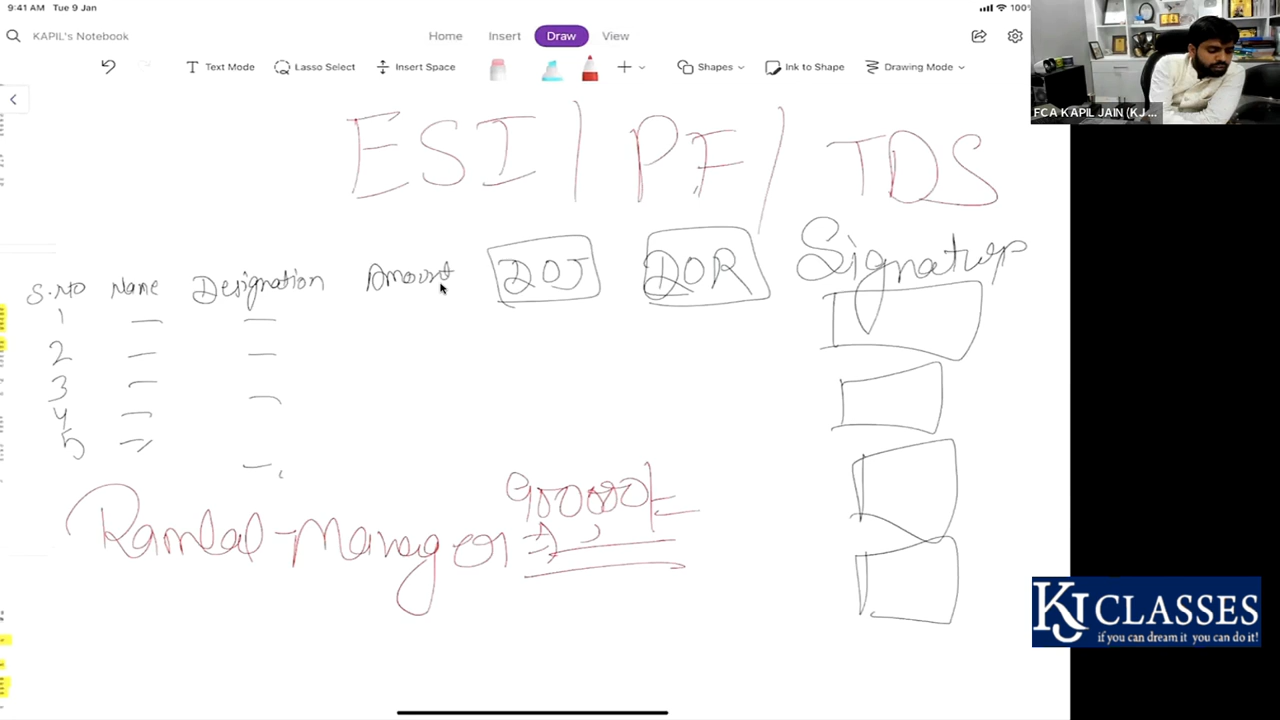 9:41 AM Tue 9 Jan
100%
KAPIL's Notebook
Home Insert Draw View
Text Mode Lasso Select Insert Space Shapes Ink to Shape Drawing Mode
FCA KAPIL JAIN (KJ...
ESI / PF / TDS
S.No Name Designation Amount DOJ DOR Signature
1
2
3
4
5
Ramlal - Manager 900000/=
KJ CLASSES
if you can dream it you can do it!